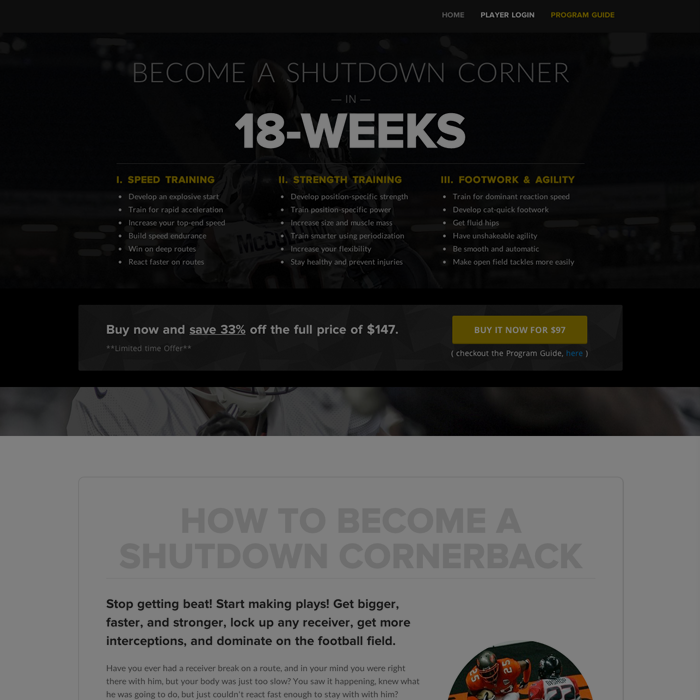 HOME PLAYER LOGIN PROGRAM GUIDE
BECOME A SHUTDOWN CORNER
— IN —
18-WEEKS
I. SPEED TRAINING
• Develop an explosive start
• Train for rapid acceleration
• Increase your top-end speed
• Build speed endurance
• Win on deep routes
• React faster on routes
II. STRENGTH TRAINING
• Develop position-specific strength
• Train position-specific power
• Increase size and muscle mass
• Train smarter using periodization
• Increase your flexibility
• Stay healthy and prevent injuries
III. FOOTWORK & AGILITY
• Train for dominant reaction speed
• Develop cat-quick footwork
• Get fluid hips
• Have unshakeable agility
• Be smooth and automatic
• Make open field tackles more easily
Buy now and save 33% off the full price of $147.
**Limited time Offer**
BUY IT NOW FOR $97
( checkout the Program Guide, here )
HOW TO BECOME A
SHUTDOWN CORNERBACK
Stop getting beat! Start making plays! Get bigger,
faster, and stronger, lock up any receiver, get more
interceptions, and dominate on the football field.
Have you ever had a receiver break on a route, and in your mind you were right
there with him, but your body was just too slow? You saw it happening, knew what
he was going to do, but just couldn't react fast enough to stay with with him?